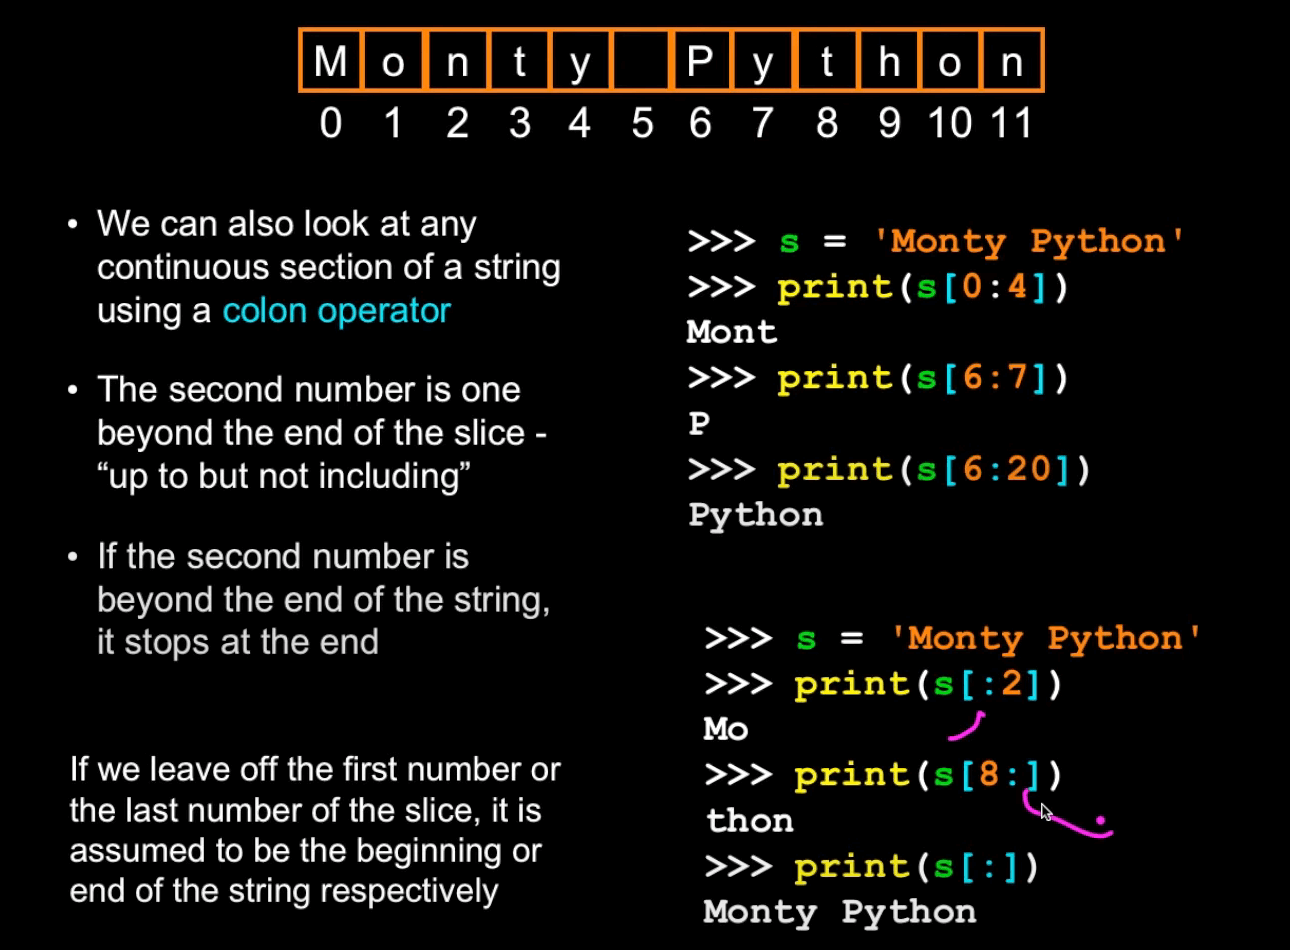 M o n t y P y t h o n
0 1 2 3 4 5 6 7 8 9 10 11
• We can also look at any
continuous section of a string
using a colon operator
• The second number is one
beyond the end of the slice -
“up to but not including”
• If the second number is
beyond the end of the string,
it stops at the end
>>> s = 'Monty Python'
>>> print(s[0:4])
Mont
>>> print(s[6:7])
P
>>> print(s[6:20])
Python
If we leave off the first number or
the last number of the slice, it is
assumed to be the beginning or
end of the string respectively
>>> s = 'Monty Python'
>>> print(s[:2])
Mo
>>> print(s[8:])
thon
>>> print(s[:])
Monty Python